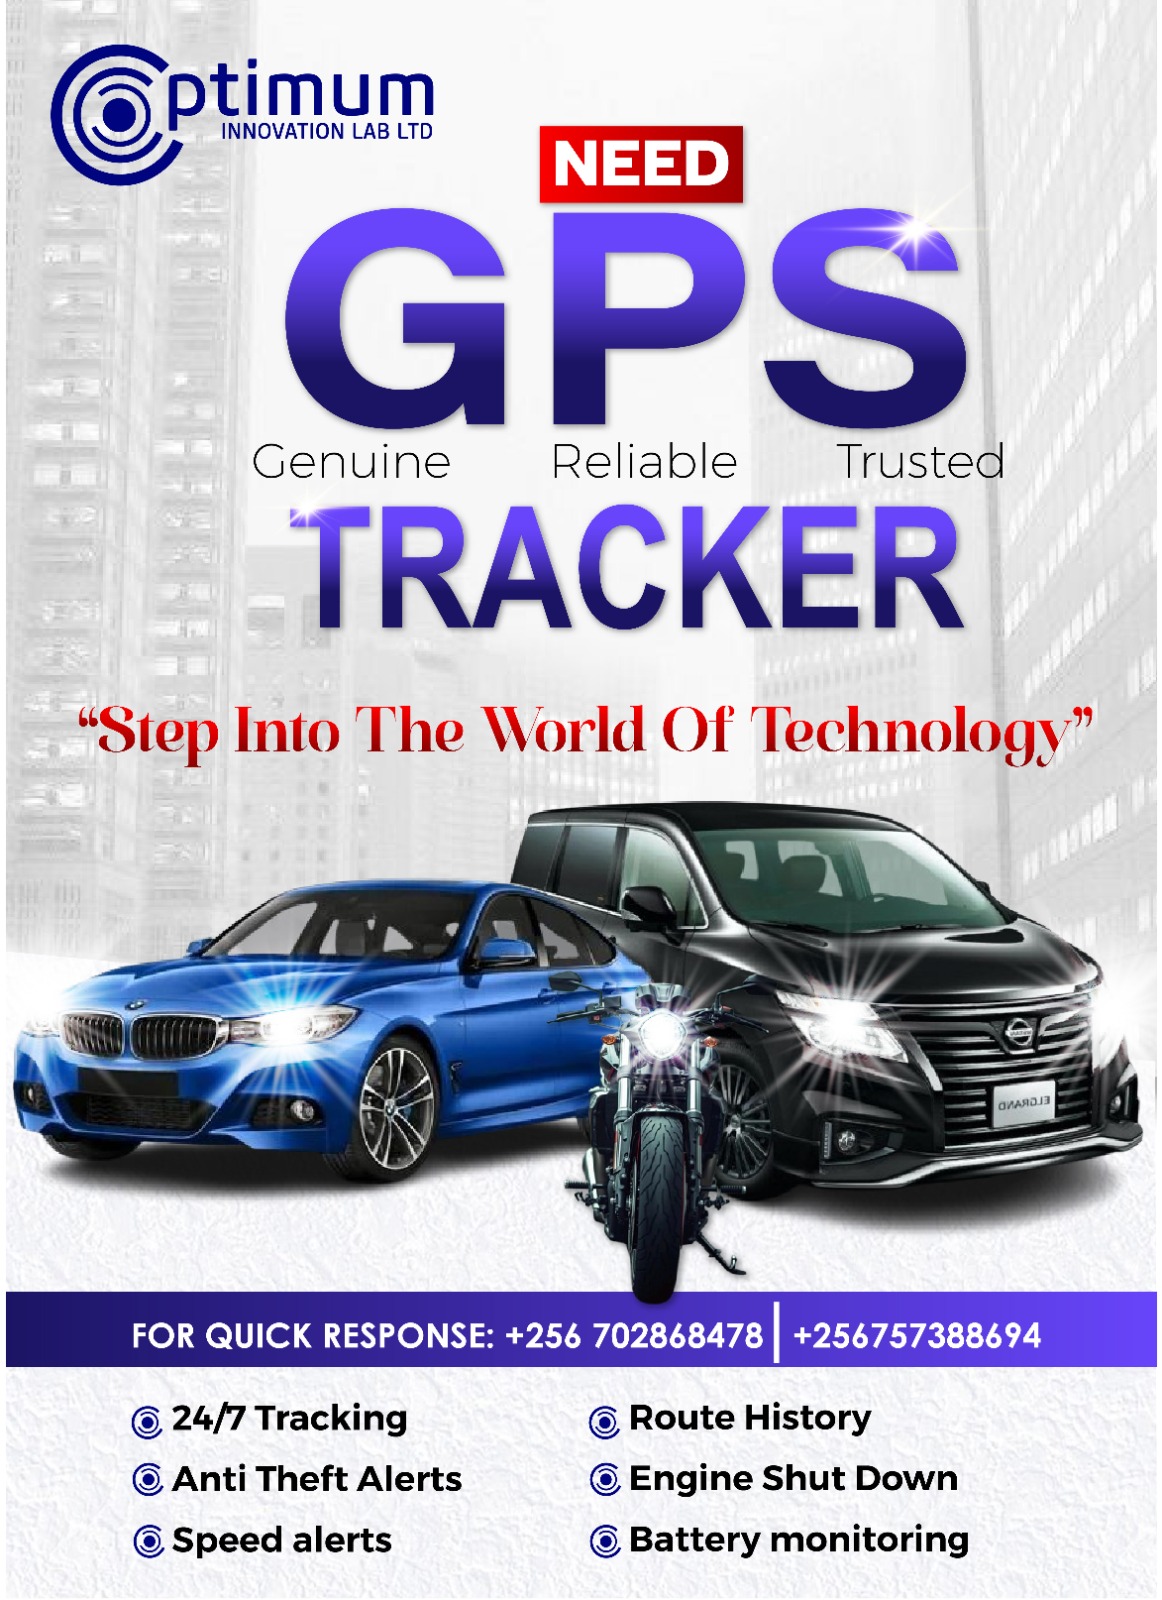 Optimum
INNOVATION LAB LTD
NEED
GPS
Genuine Reliable Trusted
TRACKER
“Step Into The World Of Technology”
ELGRAND
FOR QUICK RESPONSE: +256 702868478 | +256757388694
24/7 Tracking
Anti Theft Alerts
Speed alerts
Route History
Engine Shut Down
Battery monitoring